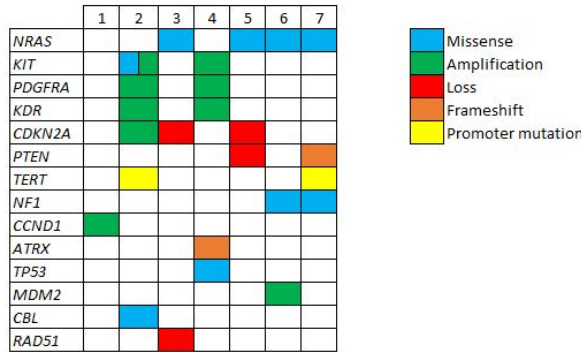 1 2 3 4 5 6 7
NRAS
KIT
PDGFRA
KDR
CDKN2A
PTEN
TERT
NF1
CCND1
ATRX
TP53
MDM2
CBL
RAD51
Missense
Amplification
Loss
Frameshift
Promoter mutation